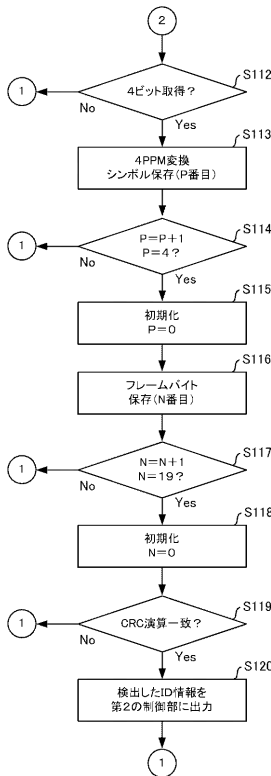 2
S112
4ビット取得？
1
No
Yes
S113
4PPM変換
シンボル保存(P番目)
S114
P＝P＋1
P＝4？
1
No
Yes
S115
初期化
P＝0
S116
フレームバイト
保存(N番目)
S117
N＝N＋1
N＝19？
1
No
Yes
S118
初期化
N＝0
S119
CRC演算一致？
1
No
Yes
S120
検出したID情報を
第2の制御部に出力
1